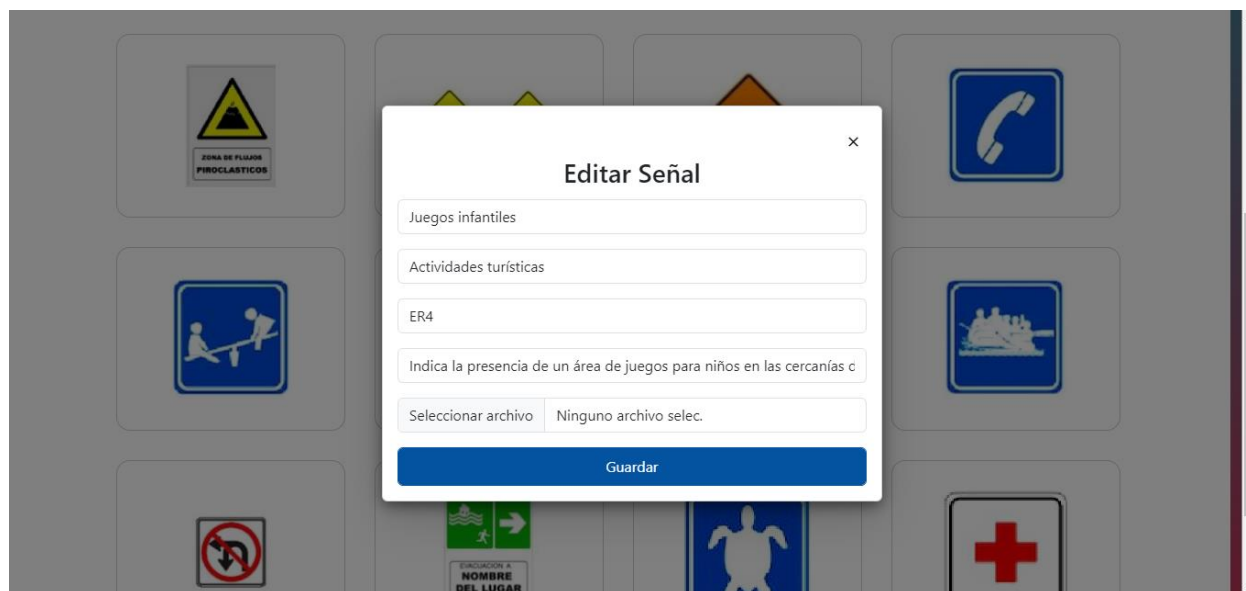 ZONA DE FLUJOS
PIROCLASTICOS
×
Editar Señal
Juegos infantiles
Actividades turísticas
ER4
Indica la presencia de un área de juegos para niños en las cercanías d
Seleccionar archivo Ninguno archivo selec.
Guardar
EVACUACION A
NOMBRE
DEL LUGAR